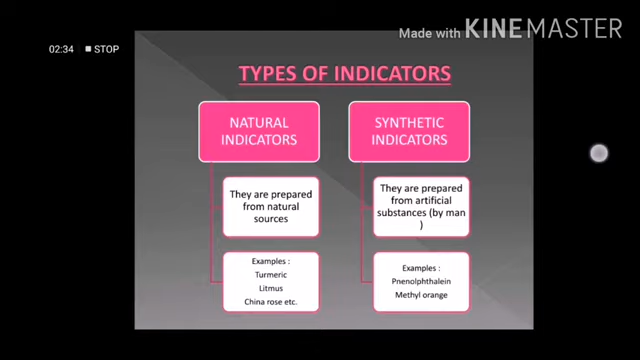 Made with KINEMASTER
02:34 STOP
TYPES OF INDICATORS
NATURAL
INDICATORS
They are prepared
from natural
sources
Examples :
Turmeric
Litmus
China rose etc.
SYNTHETIC
INDICATORS
They are prepared
from artificial
substances (by man
)
Examples :
Pnenolphthalein
Methyl orange